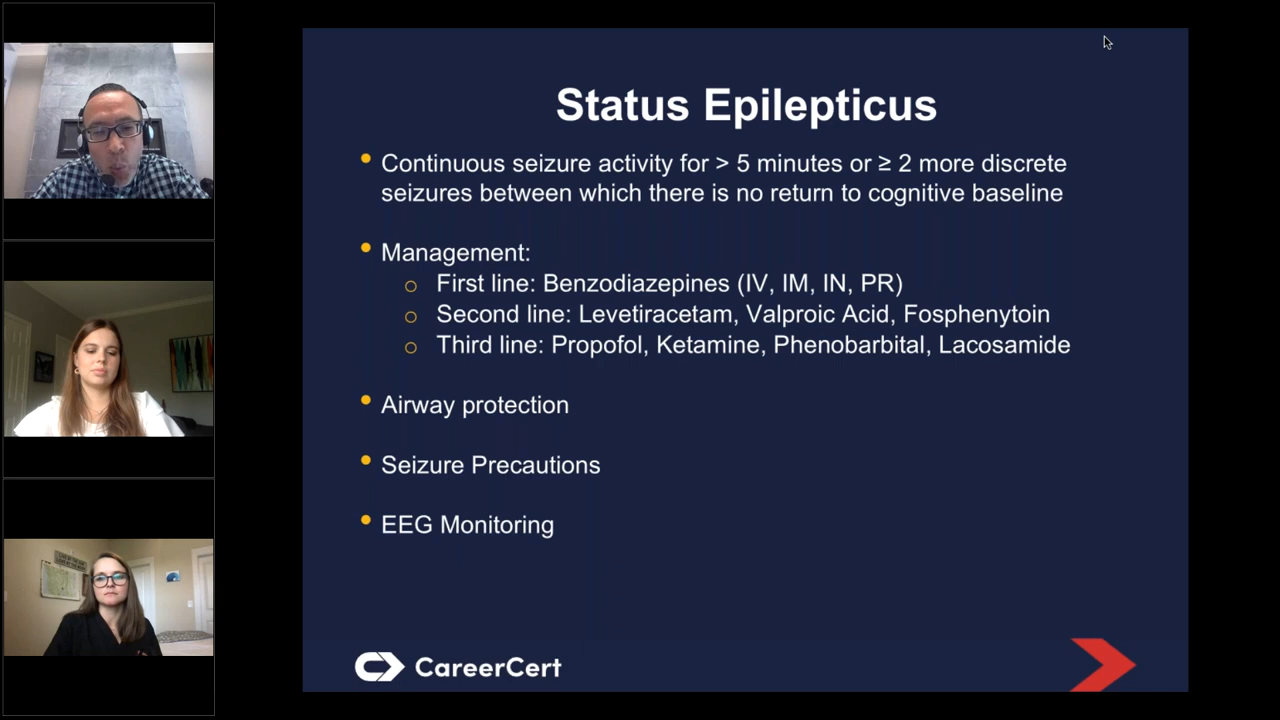 Status Epilepticus
• Continuous seizure activity for > 5 minutes or ≥ 2 more discrete
seizures between which there is no return to cognitive baseline
• Management:
o First line: Benzodiazepines (IV, IM, IN, PR)
o Second line: Levetiracetam, Valproic Acid, Fosphenytoin
o Third line: Propofol, Ketamine, Phenobarbital, Lacosamide
• Airway protection
• Seizure Precautions
• EEG Monitoring
CareerCert